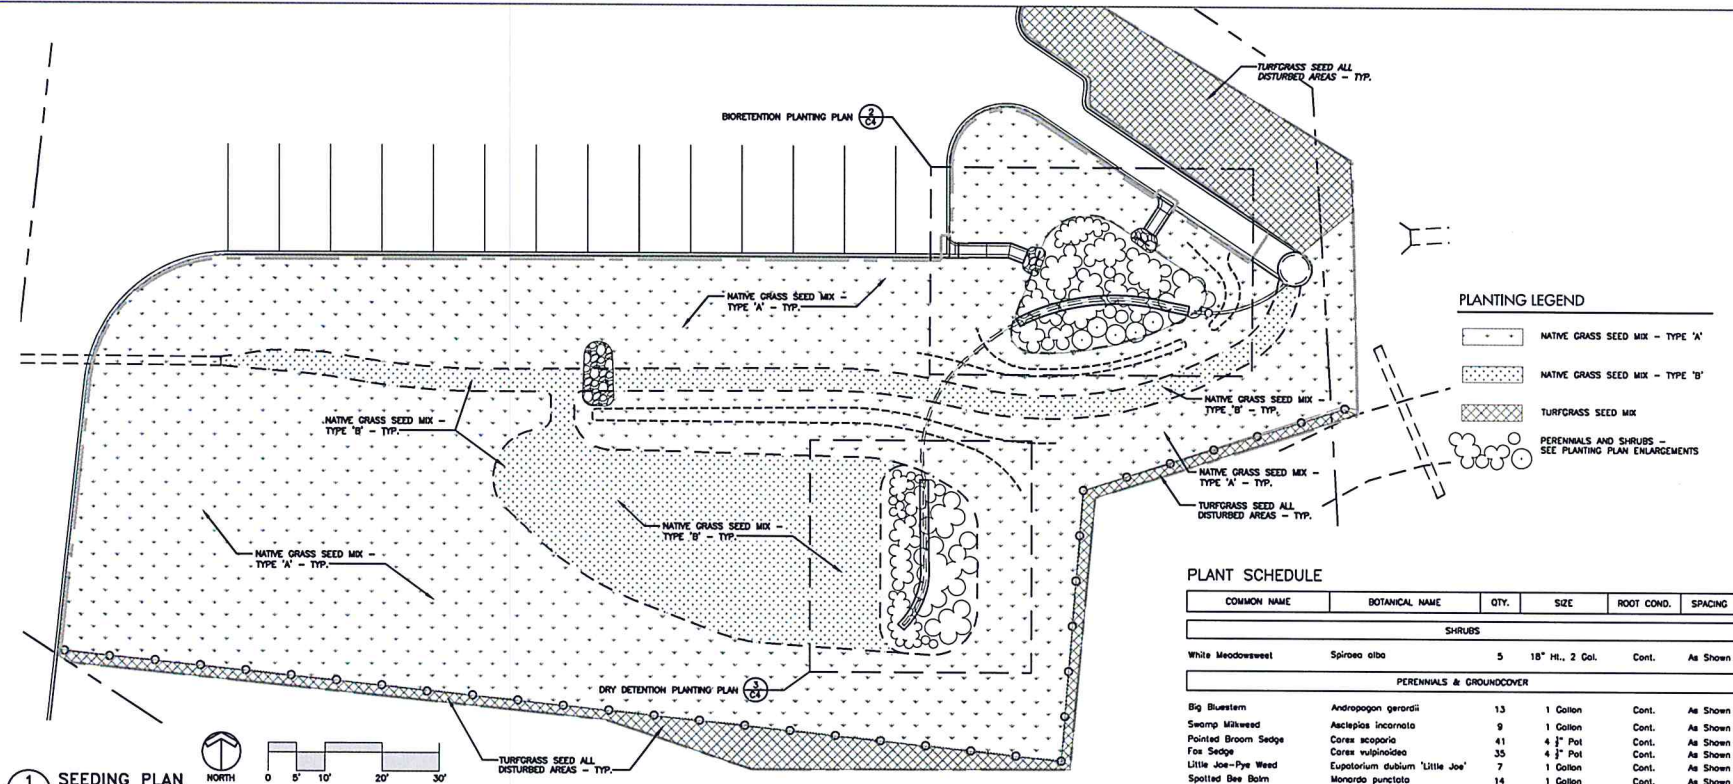 TURFGRASS SEED ALL
DISTURBED AREAS - TYP.
BIORETENTION PLANTING PLAN 2
C4
NATIVE GRASS SEED MIX -
TYPE 'A' - TYP.
PLANTING LEGEND
NATIVE GRASS SEED MIX - TYPE 'A'
NATIVE GRASS SEED MIX - TYPE 'B'
TURFGRASS SEED MIX
PERENNIALS AND SHRUBS -
SEE PLANTING PLAN ENLARGEMENTS
NATIVE GRASS SEED MIX -
TYPE 'B' - TYP.
NATIVE GRASS SEED MIX -
TYPE 'B' - TYP.
NATIVE GRASS SEED MIX -
TYPE 'A' - TYP.
TURFGRASS SEED ALL
DISTURBED AREAS - TYP.
NATIVE GRASS SEED MIX -
TYPE 'B' - TYP.
NATIVE GRASS SEED MIX -
TYPE 'A' - TYP.
DRY DETENTION PLANTING PLAN 3
C4
TURFGRASS SEED ALL
DISTURBED AREAS - TYP.
1 SEEDING PLAN
NORTH
0 5' 10' 20' 30'
PLANT SCHEDULE
COMMON NAME BOTANICAL NAME QTY. SIZE ROOT COND. SPACING
SHRUBS
White Meadowsweet Spiraea alba 5 18" Ht., 2 Gal. Cont. As Shown
PERENNIALS & GROUNDCOVER
Big Bluestem Andropogon gerardii 13 1 Gallon Cont. As Shown
Swamp Milkweed Asclepias incarnata 9 1 Gallon Cont. As Shown
Pointed Broom Sedge Carex scoparia 41 4 ½" Pot Cont. As Shown
Fox Sedge Carex vulpinoidea 35 4 ½" Pot Cont. As Shown
Little Joe-Pye Weed Eupatorium dubium 'Little Joe' 7 1 Gallon Cont. As Shown
Spotted Bee Balm Monarda punctata 14 1 Gallon Cont. As Shown